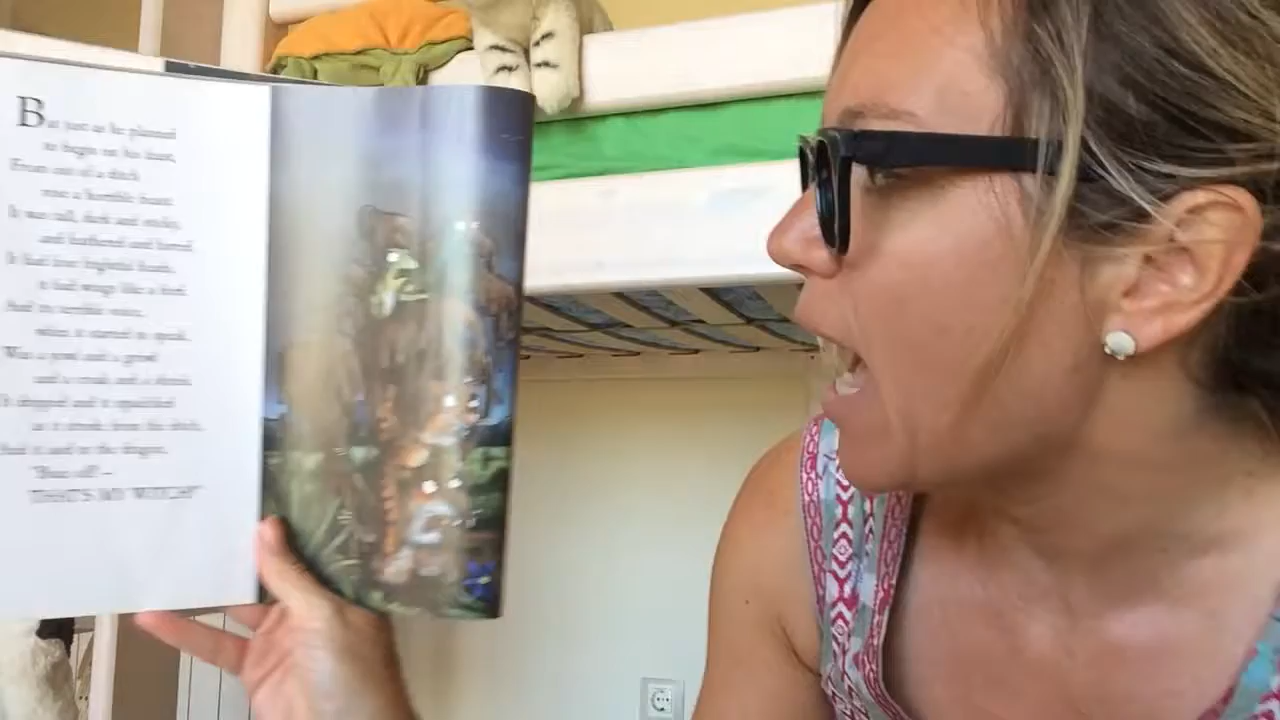 But just as he planned
to begin on his feast,
From out of a ditch
rose a horrible beast.
It was tall, dark and sticky,
and feathered and furred.
It had four frightful heads,
it had wings like a bird.
And its terrible voice,
when it started to speak,
Was a yowl and a growl
and a croak and a shriek.
It dripped and it squelched
as it strode from the ditch,
And it said to the dragon,
"Buzz off! –
THAT'S MY WITCH!"